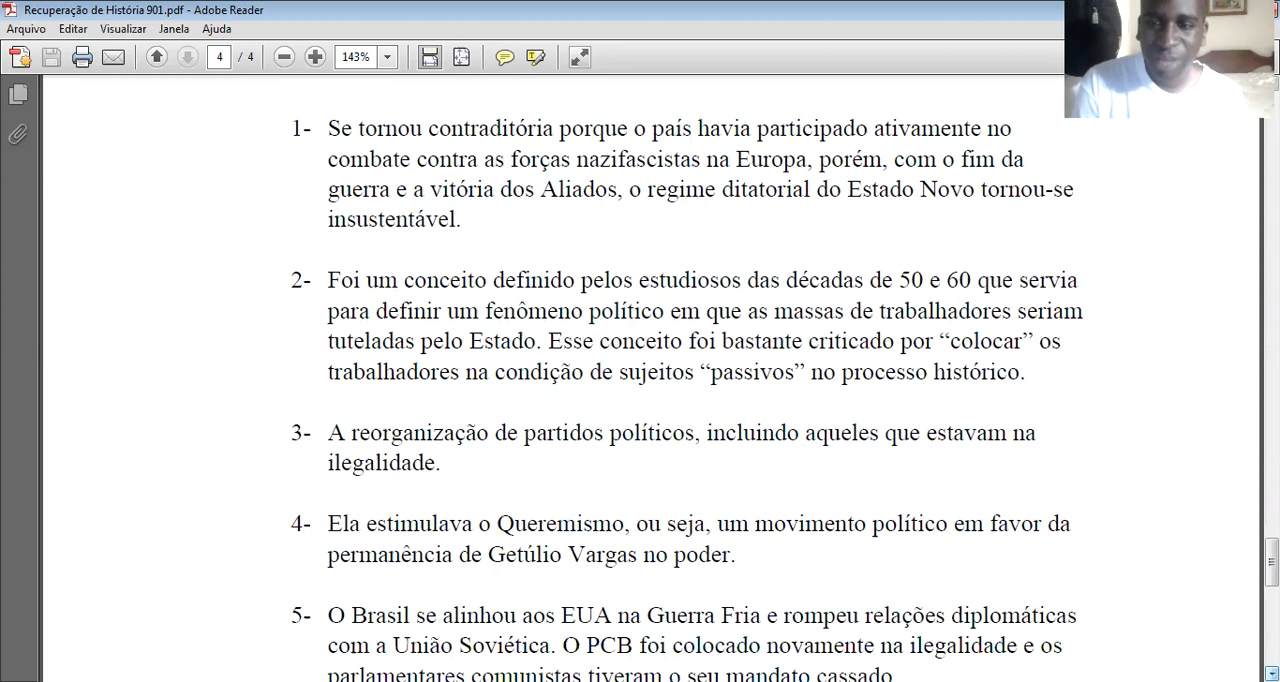 Recuperação de História 901.pdf - Adobe Reader
Arquivo Editar Visualizar Janela Ajuda
4 / 4 143%
1- Se tornou contraditória porque o país havia participado ativamente no
combate contra as forças nazifascistas na Europa, porém, com o fim da
guerra e a vitória dos Aliados, o regime ditatorial do Estado Novo tornou-se
insustentável.
2- Foi um conceito definido pelos estudiosos das décadas de 50 e 60 que servia
para definir um fenômeno político em que as massas de trabalhadores seriam
tuteladas pelo Estado. Esse conceito foi bastante criticado por “colocar” os
trabalhadores na condição de sujeitos “passivos” no processo histórico.
3- A reorganização de partidos políticos, incluindo aqueles que estavam na
ilegalidade.
4- Ela estimulava o Queremismo, ou seja, um movimento político em favor da
permanência de Getúlio Vargas no poder.
5- O Brasil se alinhou aos EUA na Guerra Fria e rompeu relações diplomáticas
com a União Soviética. O PCB foi colocado novamente na ilegalidade e os
parlamentares comunistas tiveram o seu mandato cassado